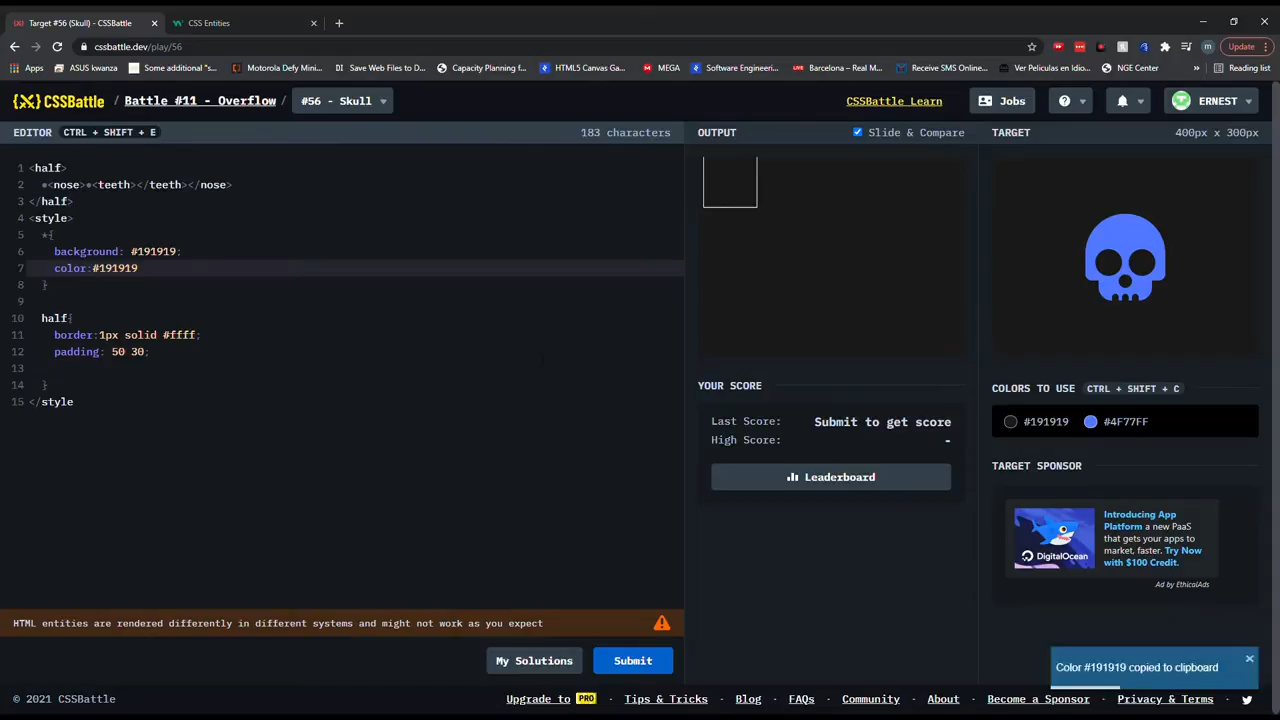 Target #56 (Skull) - CSSBattle
CSS Entities
cssbattle.dev/play/56
m
Update
Apps
ASUS kwanza
Some additional "s...
Motorola Defy Mini...
Save Web Files to D...
Capacity Planning f...
HTML5 Canvas Ga...
MEGA
Software Engineeri...
Barcelona – Real M...
Receive SMS Online...
Ver Peliculas en Idio...
NGE Center
»
Reading list
{X} CSSBattle / Battle #11 - Overflow / #56 - Skull
CSSBattle Learn
Jobs
ERNEST
EDITOR CTRL + SHIFT + E
183 characters
OUTPUT
Slide & Compare
TARGET
400px x 300px
1 <half>
2 •<nose>•<teeth></teeth></nose>
3 </half>
4 <style>
5 *{
6 background: #191919;
7 color:#191919
8 }
9
10 half{
11 border:1px solid #ffff;
12 padding: 50 30;
13
14 }
15 </style
YOUR SCORE
Last Score: Submit to get score
High Score: -
Leaderboard
COLORS TO USE CTRL + SHIFT + C
#191919 #4F77FF
TARGET SPONSOR
DigitalOcean
Introducing App
Platform a new PaaS
that gets your apps to
market, faster. Try Now
with $100 Credit.
Ad by EthicalAds
HTML entities are rendered differently in different systems and might not work as you expect
My Solutions
Submit
Color #191919 copied to clipboard
© 2021 CSSBattle
Upgrade to PRO · Tips & Tricks · Blog · FAQs · Community · About · Become a Sponsor · Privacy & Terms ·